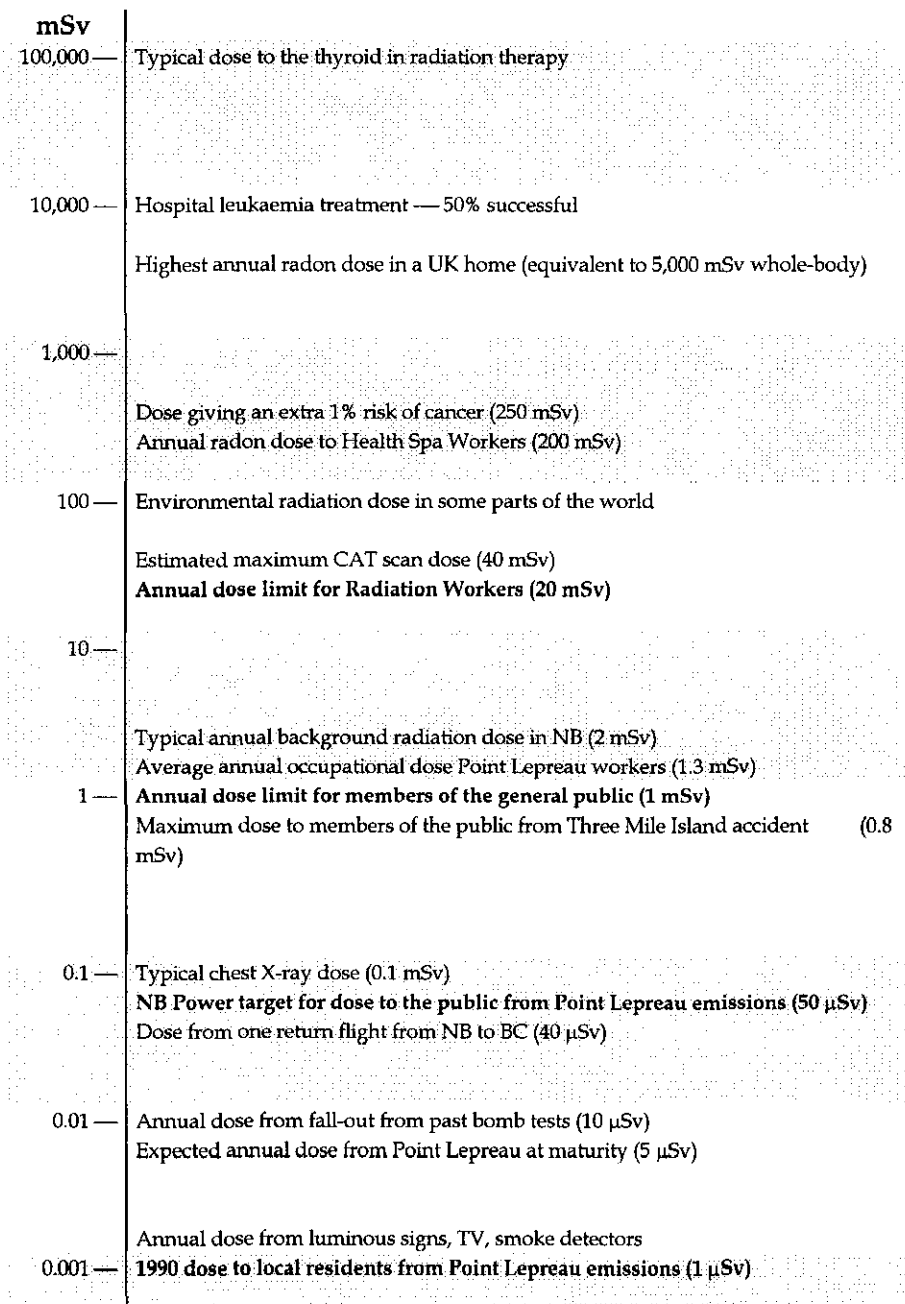 mSv
100,000 — Typical dose to the thyroid in radiation therapy
10,000 — Hospital leukaemia treatment — 50% successful
Highest annual radon dose in a UK home (equivalent to 5,000 mSv whole-body)
1,000 —
Dose giving an extra 1% risk of cancer (250 mSv)
Annual radon dose to Health Spa Workers (200 mSv)
100 — Environmental radiation dose in some parts of the world
Estimated maximum CAT scan dose (40 mSv)
Annual dose limit for Radiation Workers (20 mSv)
10 —
Typical annual background radiation dose in NB (2 mSv)
Average annual occupational dose Point Lepreau workers (1.3 mSv)
1 — Annual dose limit for members of the general public (1 mSv)
Maximum dose to members of the public from Three Mile Island accident (0.8
mSv)
0.1 — Typical chest X-ray dose (0.1 mSv)
NB Power target for dose to the public from Point Lepreau emissions (50 µSv)
Dose from one return flight from NB to BC (40 µSv)
0.01 — Annual dose from fall-out from past bomb tests (10 µSv)
Expected annual dose from Point Lepreau at maturity (5 µSv)
Annual dose from luminous signs, TV, smoke detectors
0.001 — 1990 dose to local residents from Point Lepreau emissions (1 µSv)